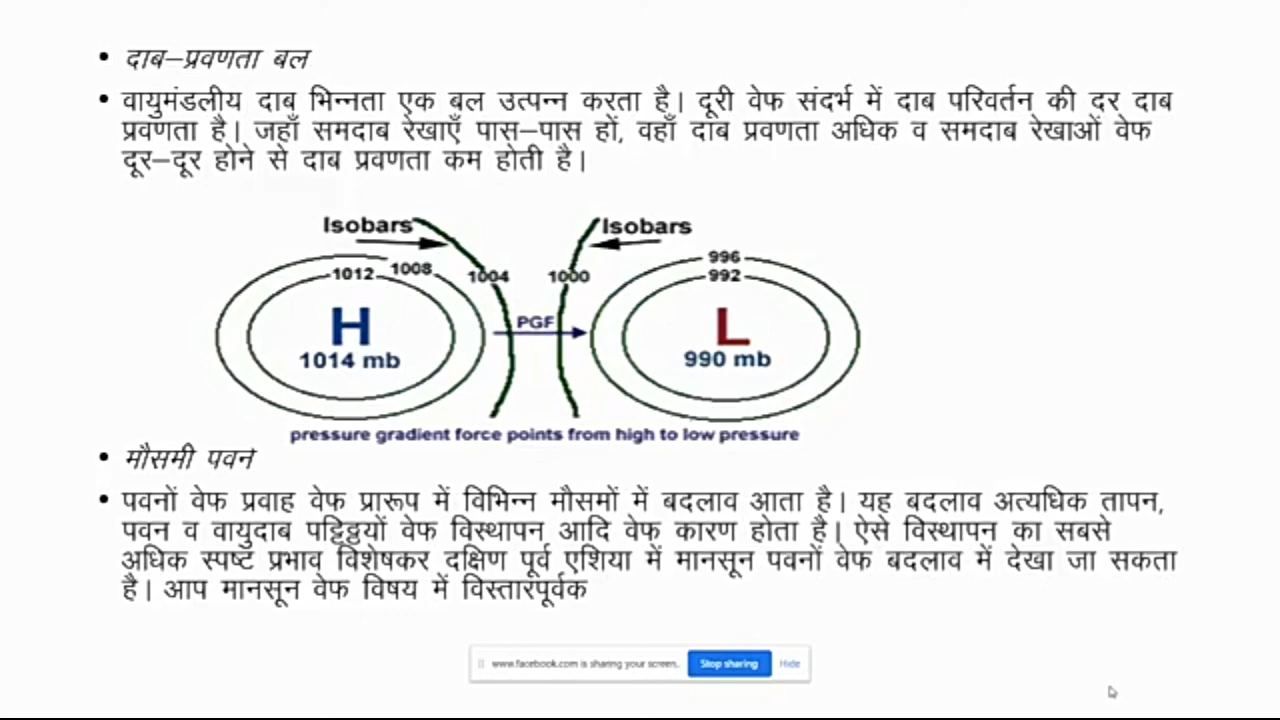 • दाब–प्रवणता बल
• वायुमंडलीय दाब भिन्नता एक बल उत्पन्न करता है। दूरी वेफ संदर्भ में दाब परिवर्तन की दर दाब
प्रवणता है। जहाँ समदाब रेखाएँ पास–पास हों, वहाँ दाब प्रवणता अधिक व समदाब रेखाओं वेफ
दूर–दूर होने से दाब प्रवणता कम होती है।
Isobars Isobars
1012 1008 1004 1000 996
992
H PGF L
1014 mb 990 mb
pressure gradient force points from high to low pressure
• मौसमी पवनें
• पवनों वेफ प्रवाह वेफ प्रारूप में विभिन्न मौसमों में बदलाव आता है। यह बदलाव अत्यधिक तापन,
पवन व वायुदाब पट्टिðयों वेफ विस्थापन आदि वेफ कारण होता है। ऐसे विस्थापन का सबसे
अधिक स्पष्ट प्रभाव विशेषकर दक्षिण पूर्व एशिया में मानसून पवनों वेफ बदलाव में देखा जा सकता
है। आप मानसून वेफ विषय में विस्तारपूर्वक
www.facebook.com is sharing your screen. Stop sharing Hide